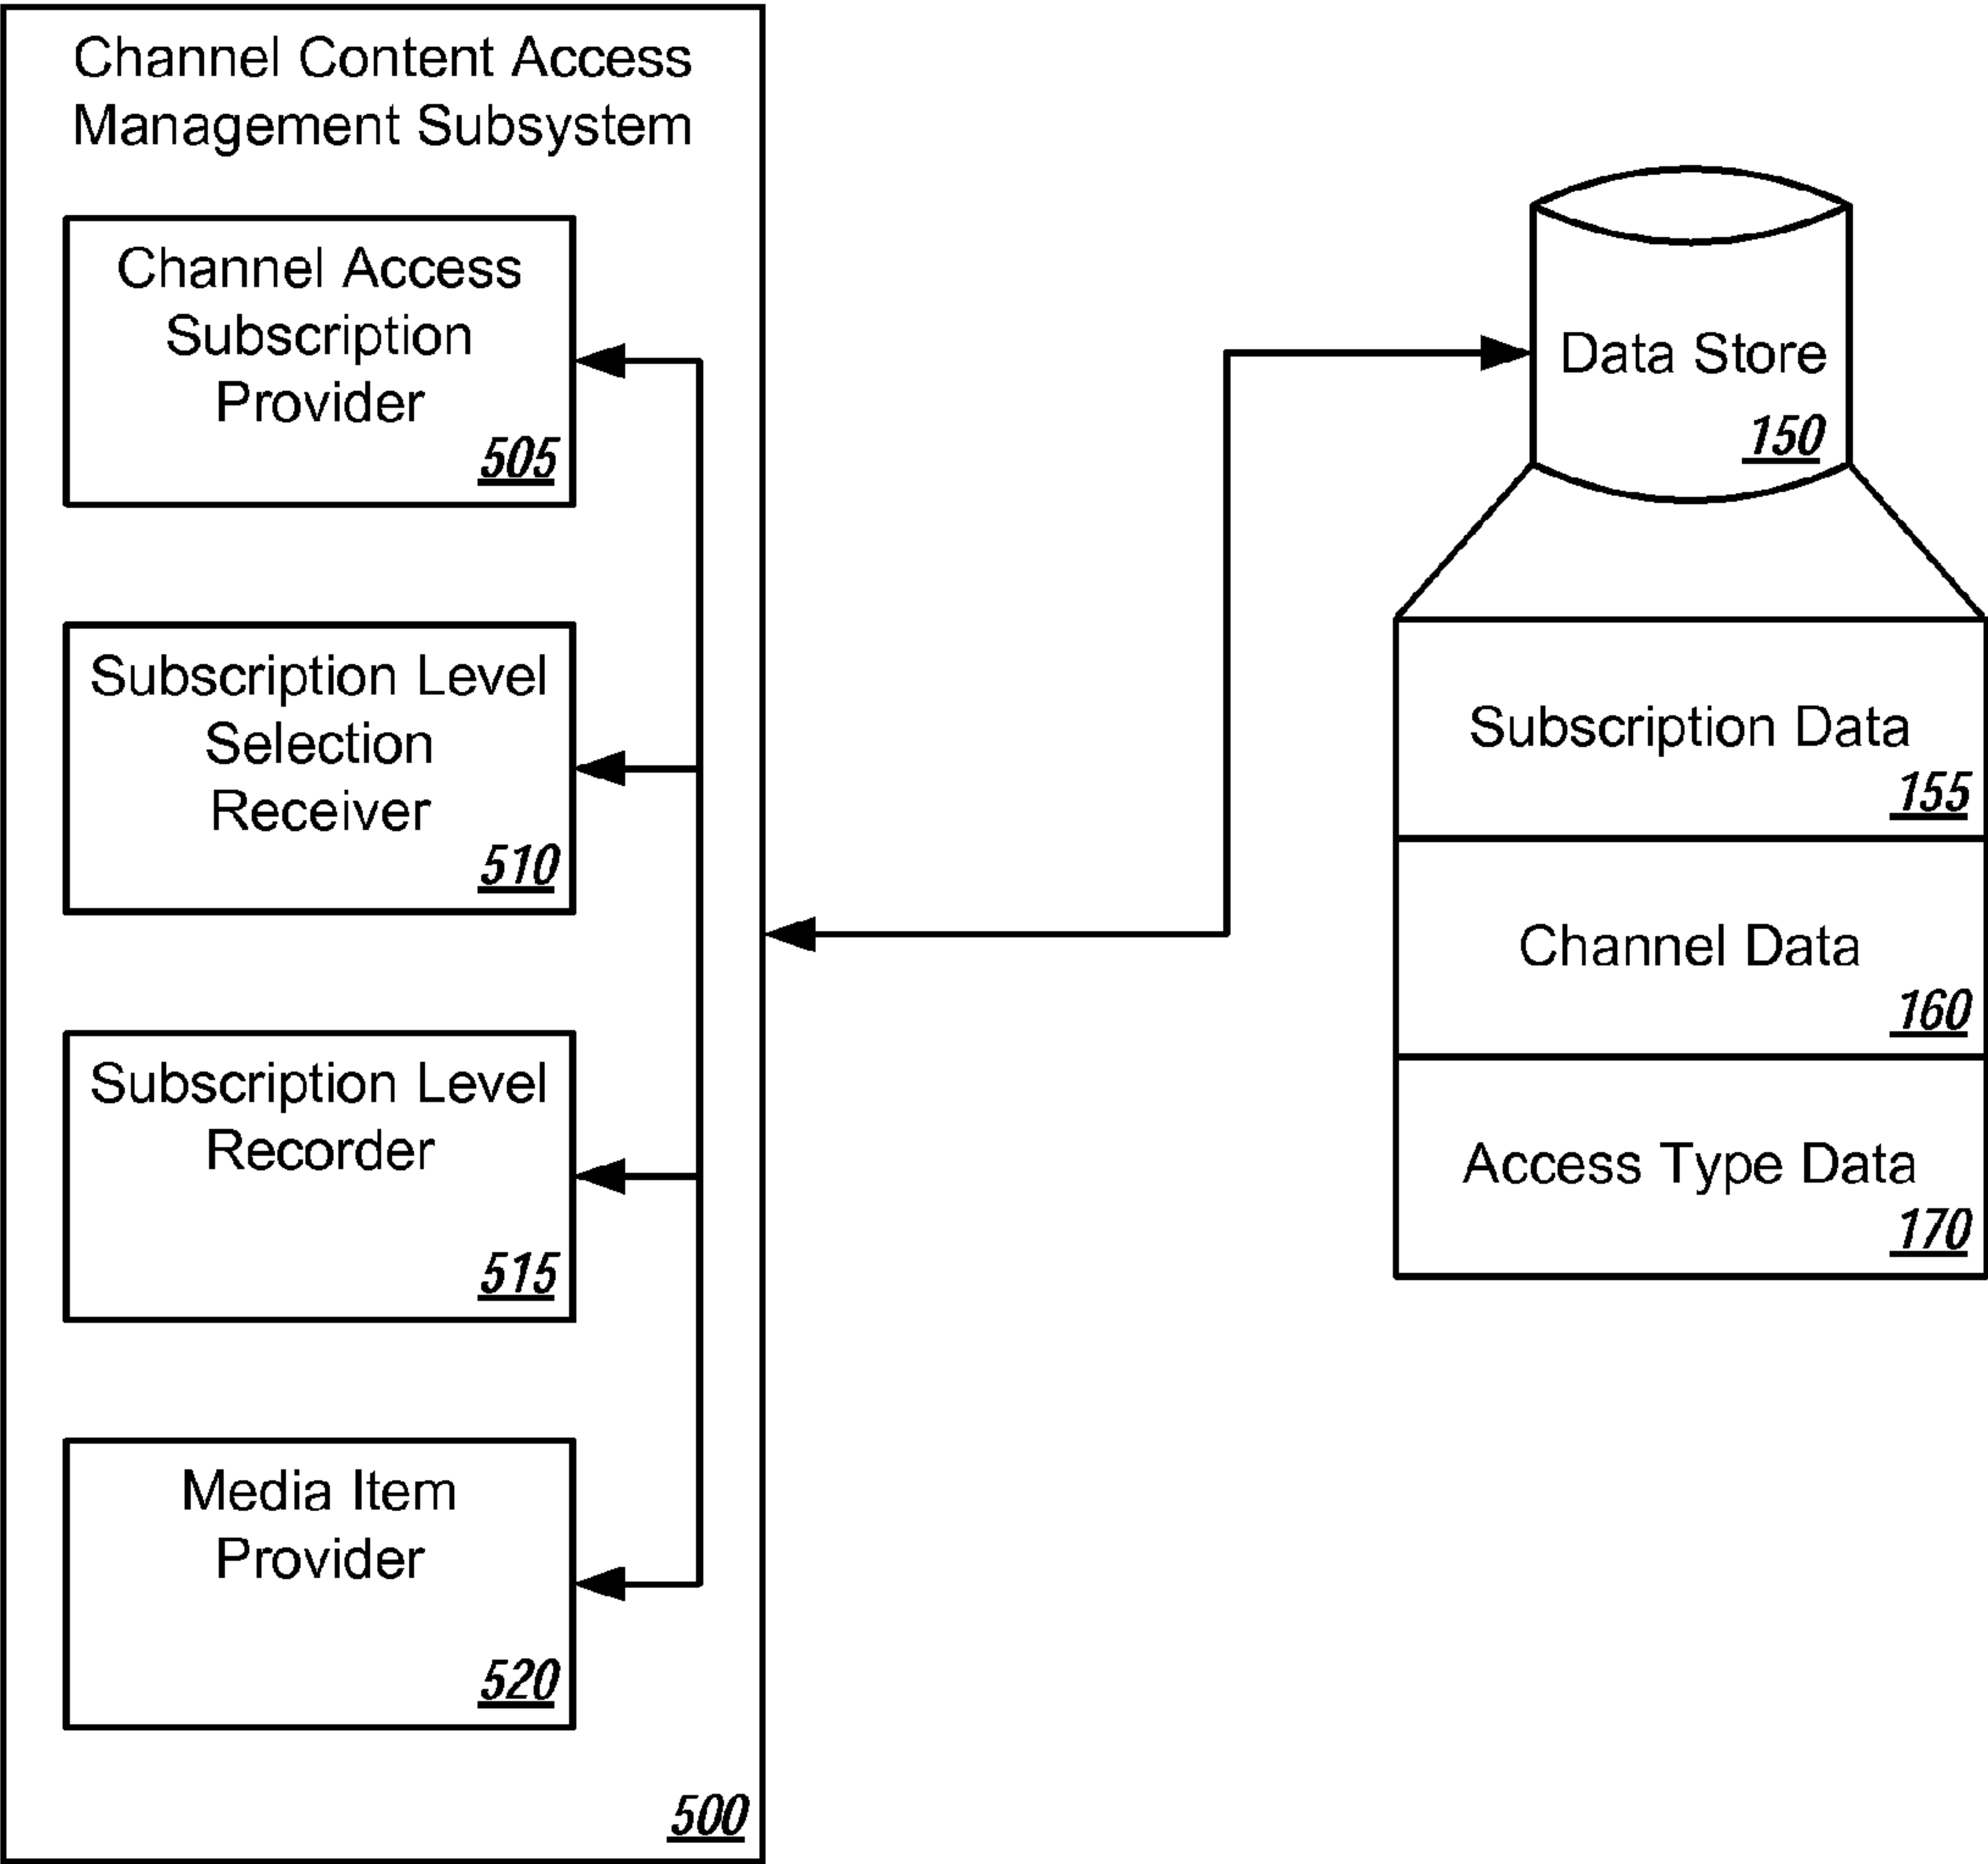 Channel Content Access
Management Subsystem
Channel Access
Subscription
Provider
505
Subscription Level
Selection
Receiver
510
Subscription Level
Recorder
515
Media Item
Provider
520
500
Data Store
150
Subscription Data
155
Channel Data
160
Access Type Data
170